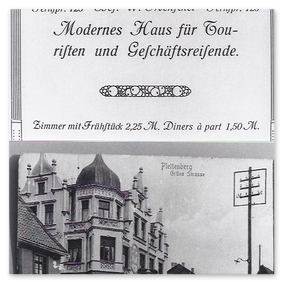 Modernes Haus für Tou-
riſten und Geſchäftsreiſende.
Zimmer mit Frühſtück 2,25 M. Diners à part 1,50 M.
Plettenberg
Grüne Strasse